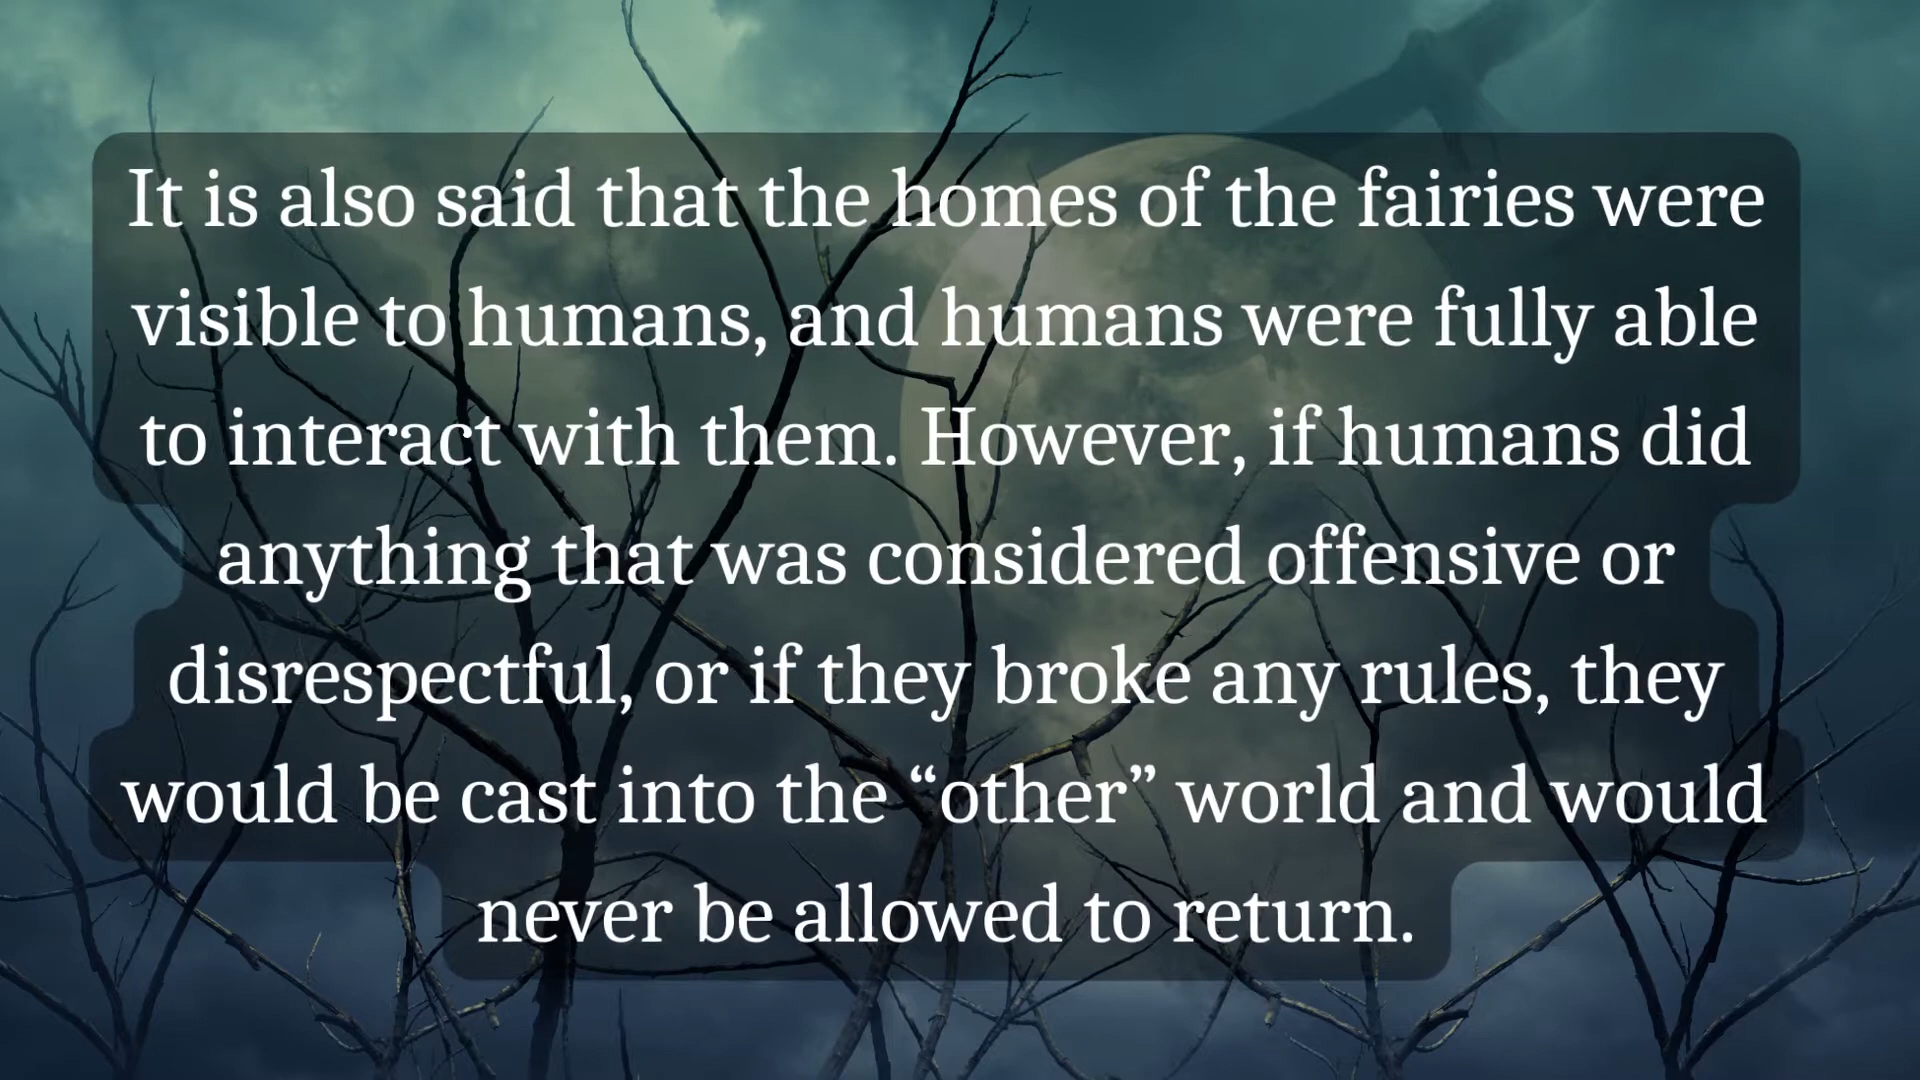 It is also said that the homes of the fairies were
visible to humans, and humans were fully able
to interact with them. However, if humans did
anything that was considered offensive or
disrespectful, or if they broke any rules, they
would be cast into the “other” world and would
never be allowed to return.